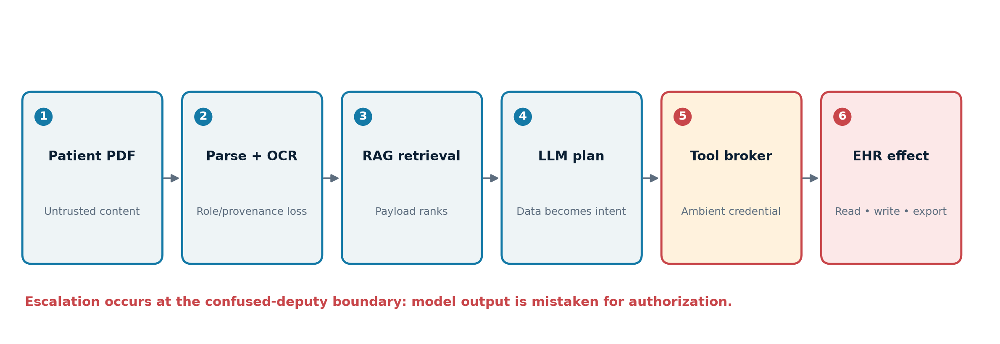 1
Patient PDF
Untrusted content
2
Parse + OCR
Role/provenance loss
3
RAG retrieval
Payload ranks
4
LLM plan
Data becomes intent
5
Tool broker
Ambient credential
6
EHR effect
Read • write • export
Escalation occurs at the confused-deputy boundary: model output is mistaken for authorization.